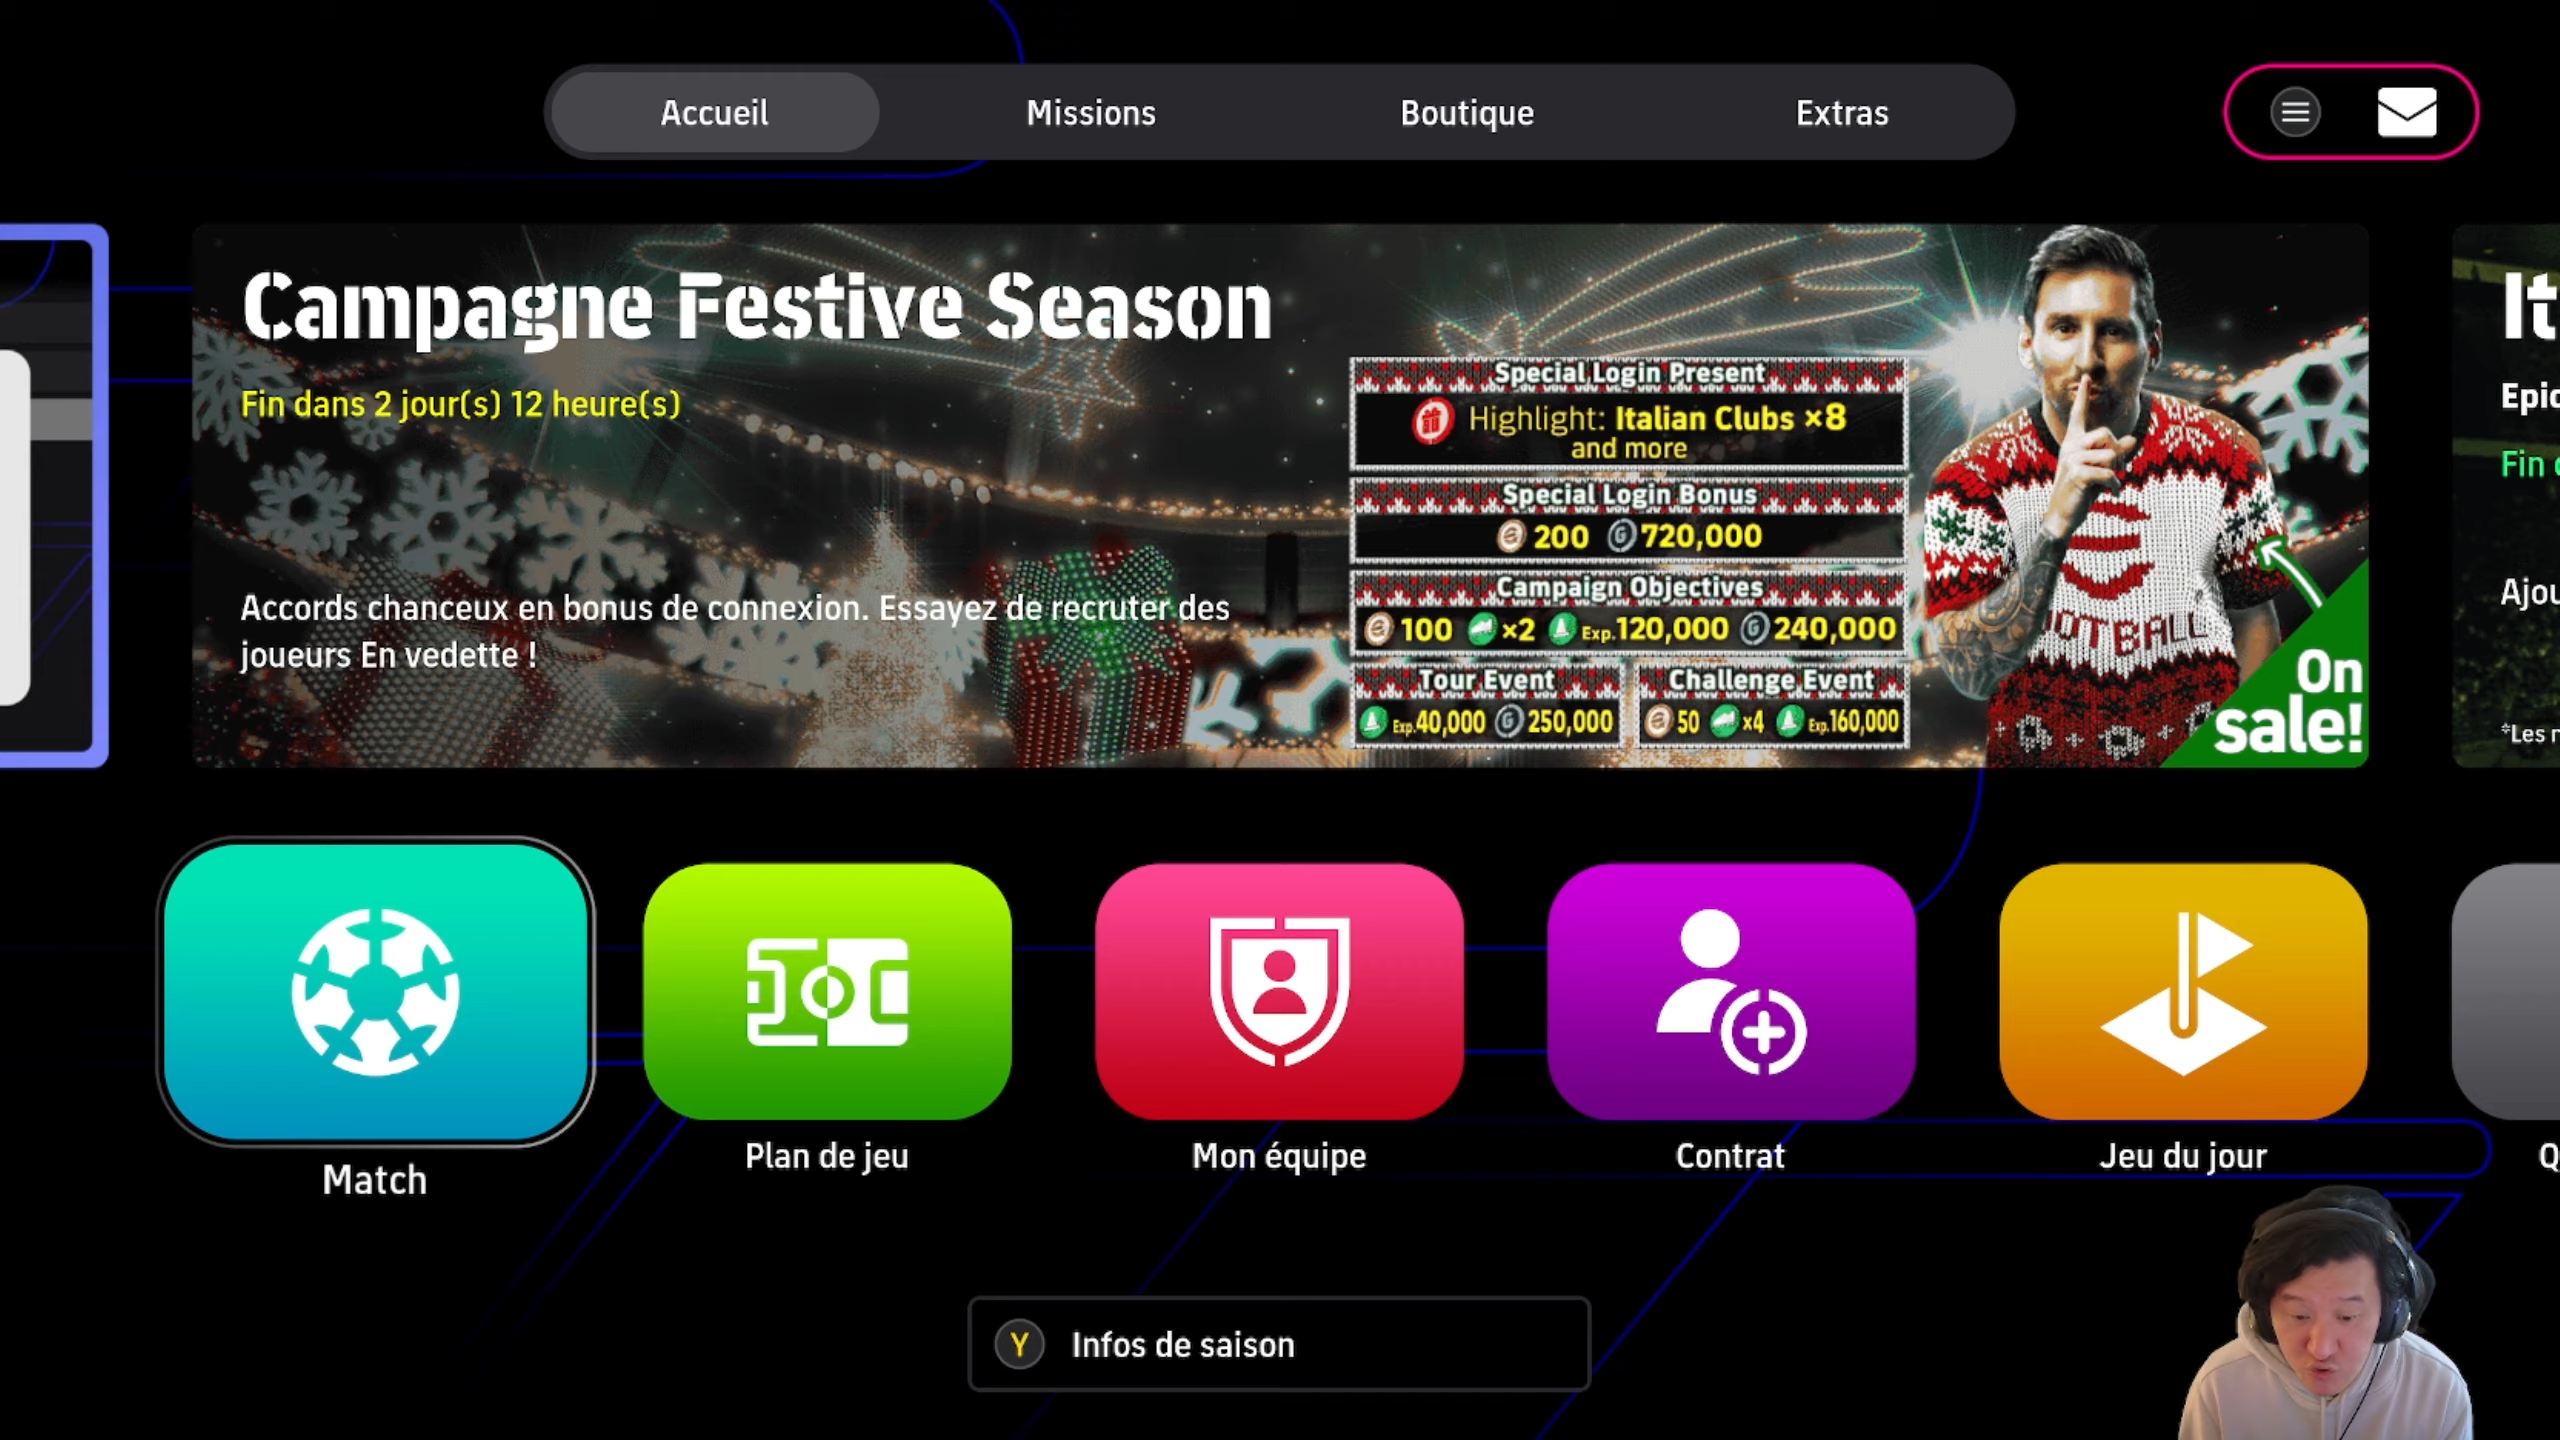 Accueil
Missions
Boutique
Extras
Campagne Festive Season
Fin dans 2 jour(s) 12 heure(s)
Accords chanceux en bonus de connexion. Essayez de recruter des
joueurs En vedette !
Special Login Present
Highlight: Italian Clubs ×8
and more
Special Login Bonus
200 G 720,000
Campaign Objectives
100 ×2 Exp.120,000 G 240,000
Tour Event
Exp.40,000 G 250,000
Challenge Event
50 x4 Exp.160,000
OTBALL
On
sale!
It
Epic
Fin
Ajou
*Les
Match
Plan de jeu
Mon équipe
Contrat
Jeu du jour
Q
Y Infos de saison